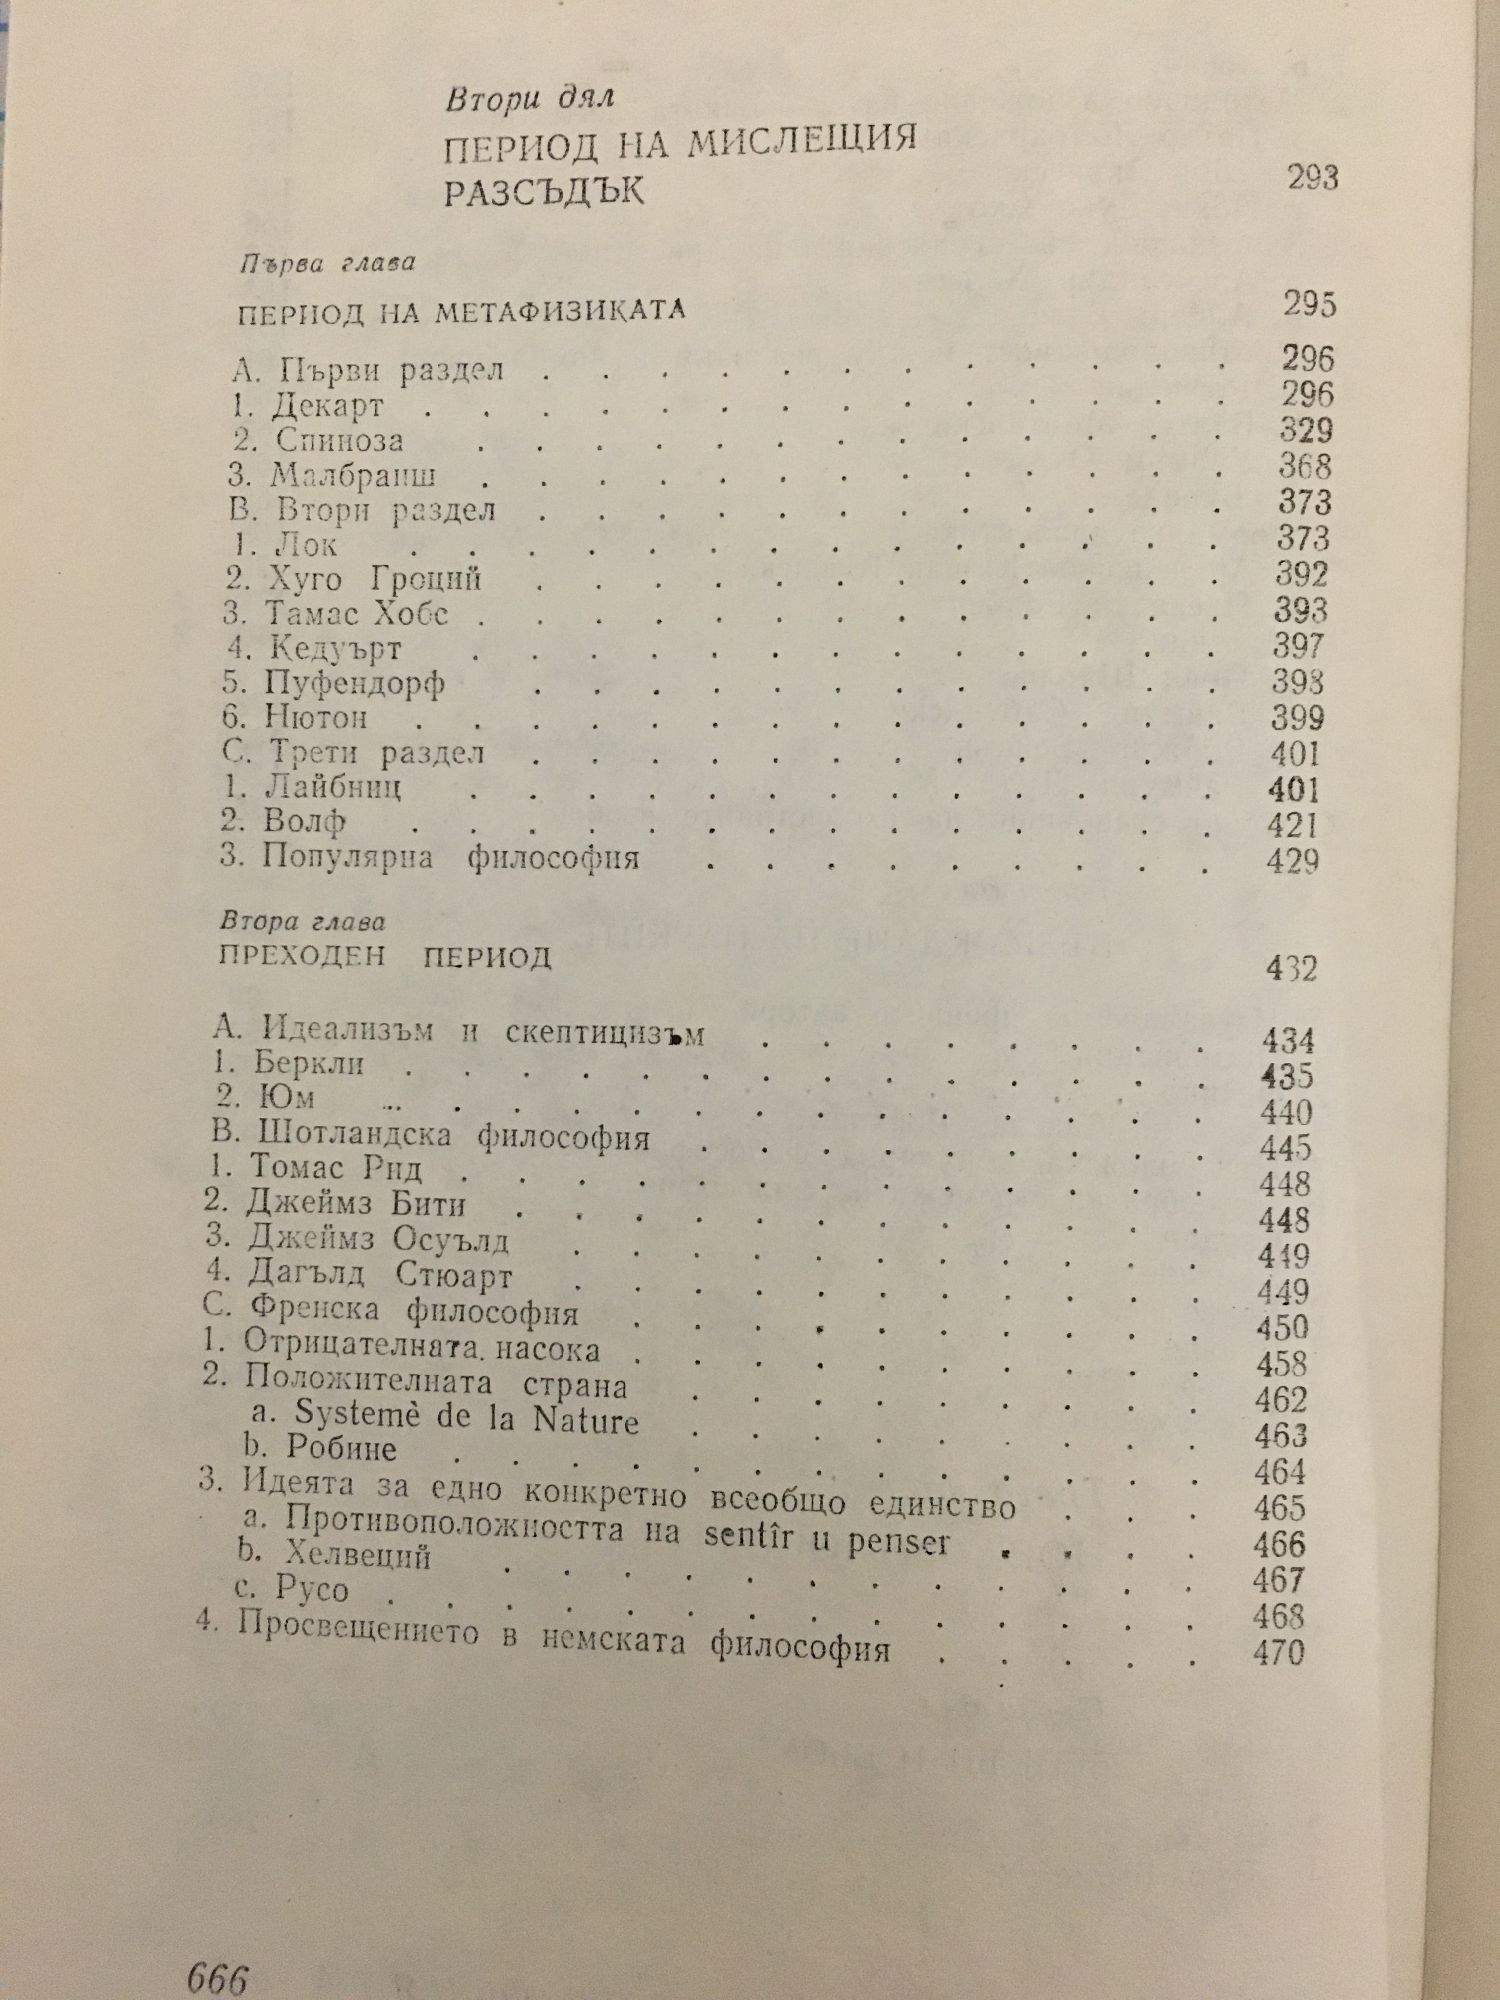 Втори дял
ПЕРИОД НА МИСЛЕЩИЯ
РАЗСЪДЪК 293
Първа глава
ПЕРИОД НА МЕТАФИЗИКАТА 295
А. Първи раздел . . . . . . . . . . . . 296
1. Декарт . . . . . . . . . . . . . . 296
2. Спиноза . . . . . . . . . . . . . 329
3. Малбранш . . . . . . . . . . . . . 368
В. Втори раздел . . . . . . . . . . . . 373
1. Лок . . . . . . . . . . . . . . 373
2. Хуго Гроций . . . . . . . . . . . . 392
3. Тамас Хобс . . . . . . . . . . . . . 393
4. Кедуърт . . . . . . . . . . . . . 397
5. Пуфендорф . . . . . . . . . . . . 398
6. Нютон . . . . . . . . . . . . . . 399
С. Трети раздел . . . . . . . . . . . . 401
1. Лайбниц . . . . . . . . . . . . . 401
2. Волф . . . . . . . . . . . . . . 421
3. Популярна философия . . . . . . . . . 429
Втора глава
ПРЕХОДЕН ПЕРИОД 432
А. Идеализъм и скептицизъм . . . . . . . . 434
1. Беркли . . . . . . . . . . . . . . 435
2. Юм ... . . . . . . . . . . . . . 440
В. Шотландска философия . . . . . . . . . 445
1. Томас Рид . . . . . . . . . . . . . 448
2. Джеймз Бити . . . . . . . . . . . . 448
3. Джеймз Осуълд . . . . . . . . . . . 449
4. Дагълд Стюарт . . . . . . . . . . . 449
С. Френска философия . . . . . . . . . . 450
1. Отрицателната насока . . . . . . . . . . 458
2. Положителната страна . . . . . . . . . 462
a. Systemè de la Nature . . . . . . . . . 463
b. Робине . . . . . . . . . . . . . 464
3. Идеята за едно конкретно всеобщо единство . . . 465
a. Противоположността на sentîr и penser . . . . 466
b. Хелвеций . . . . . . . . . . . . 467
c. Русо . . . . . . . . . . . . . . 468
4. Просвещението в немската философия . . . . . 470
666